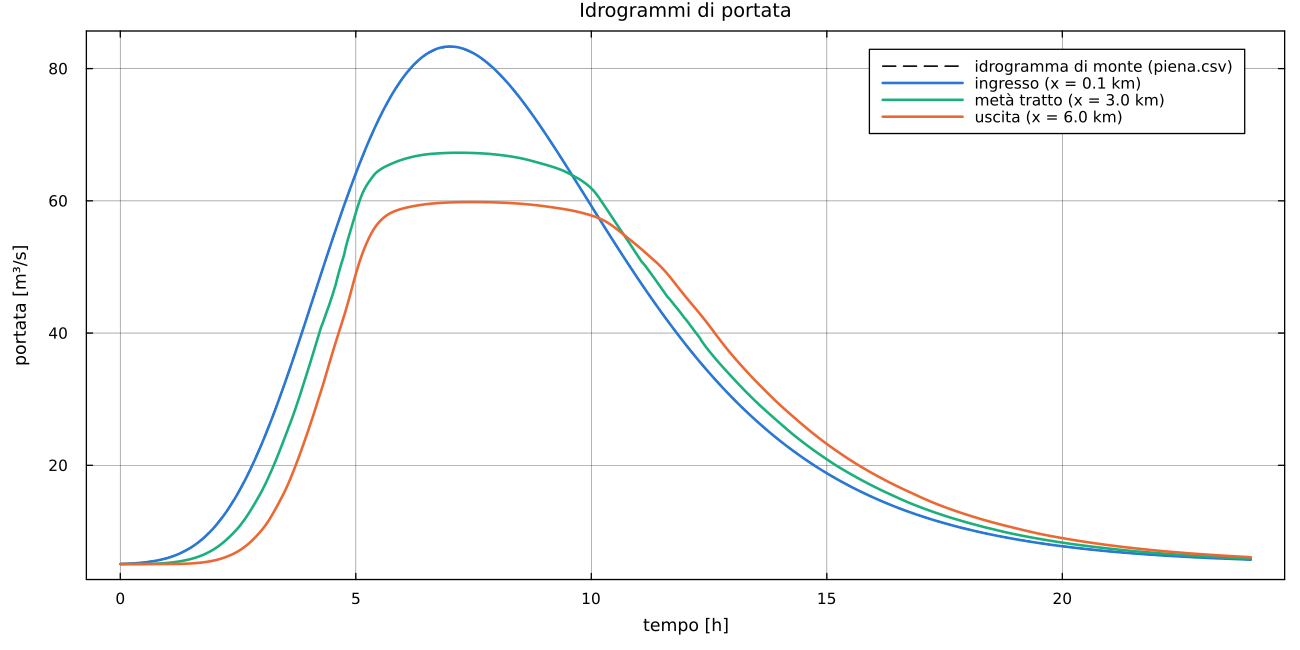 Idrogrammi di portata
idrogramma di monte (piena.csv)
ingresso (x = 0.1 km)
metà tratto (x = 3.0 km)
uscita (x = 6.0 km)
portata [m³/s]
80
60
40
20
0 5 10 15 20
tempo [h]